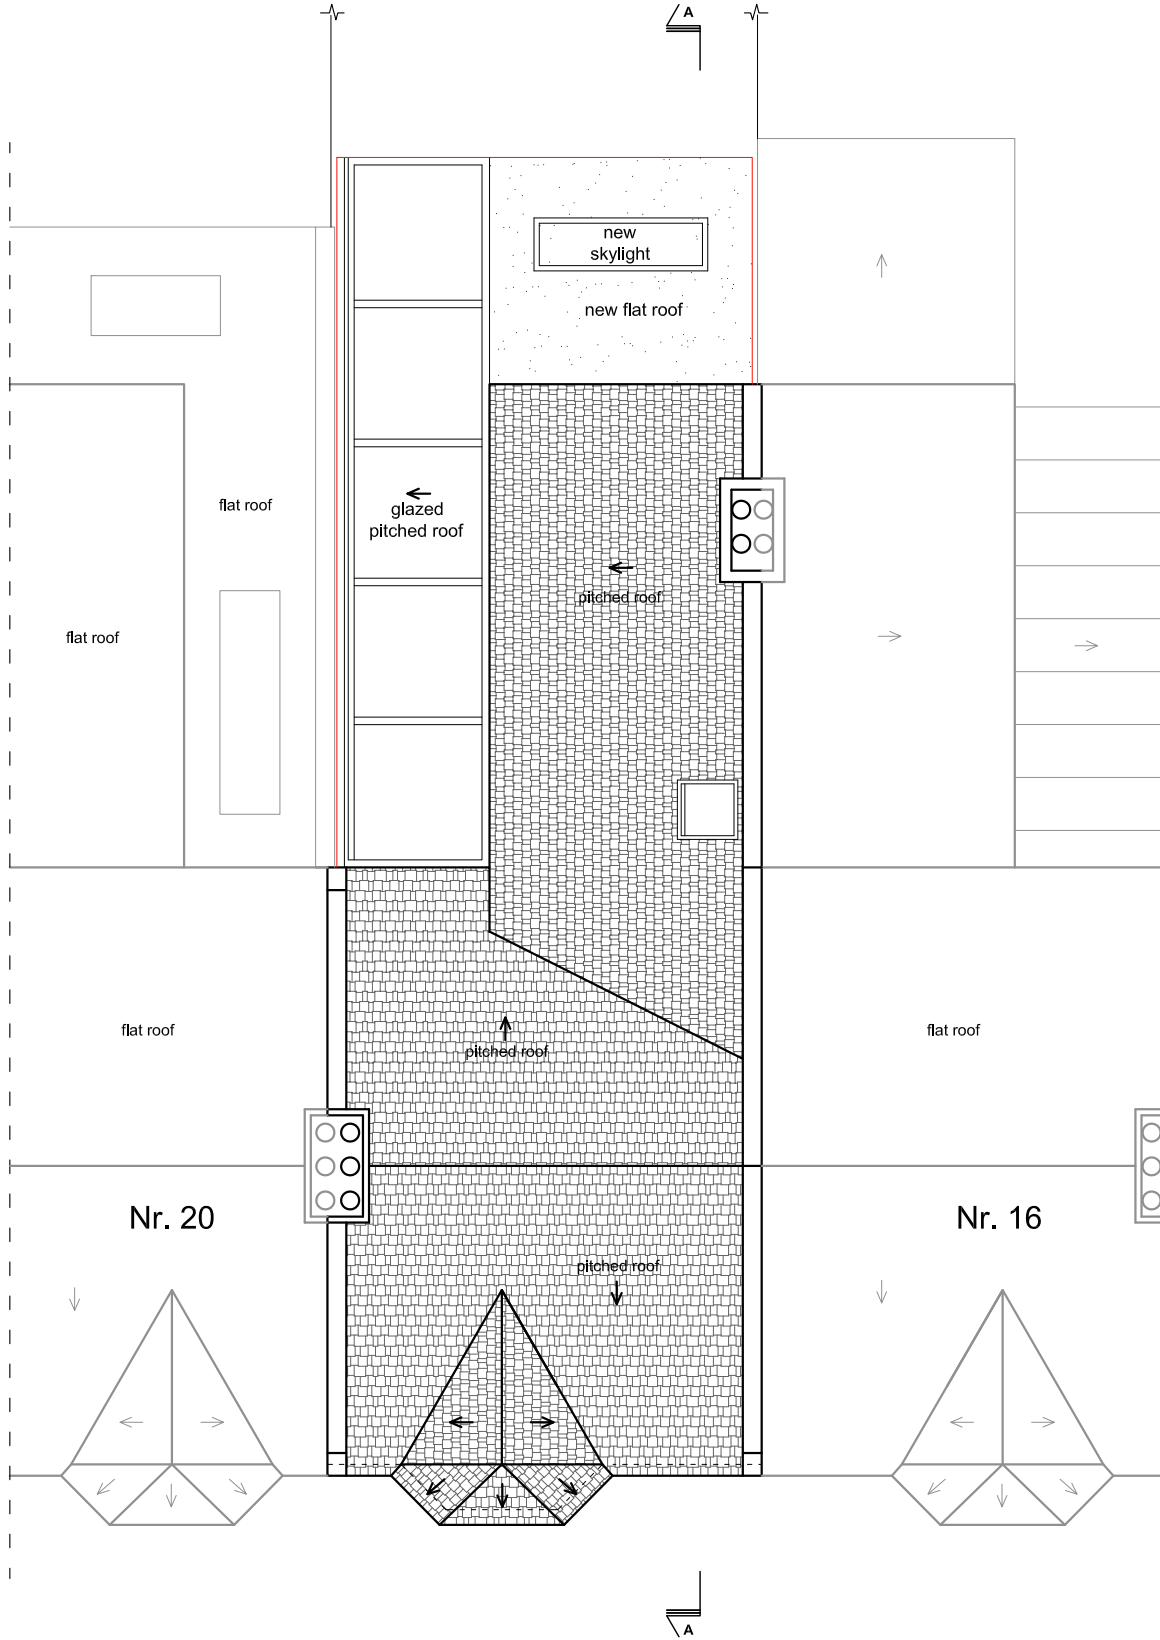 A
new
skylight
new flat roof
flat roof
glazed
pitched roof
pitched roof
flat roof
flat roof
pitched roof
flat roof
Nr. 20
Nr. 16
pitched roof
A